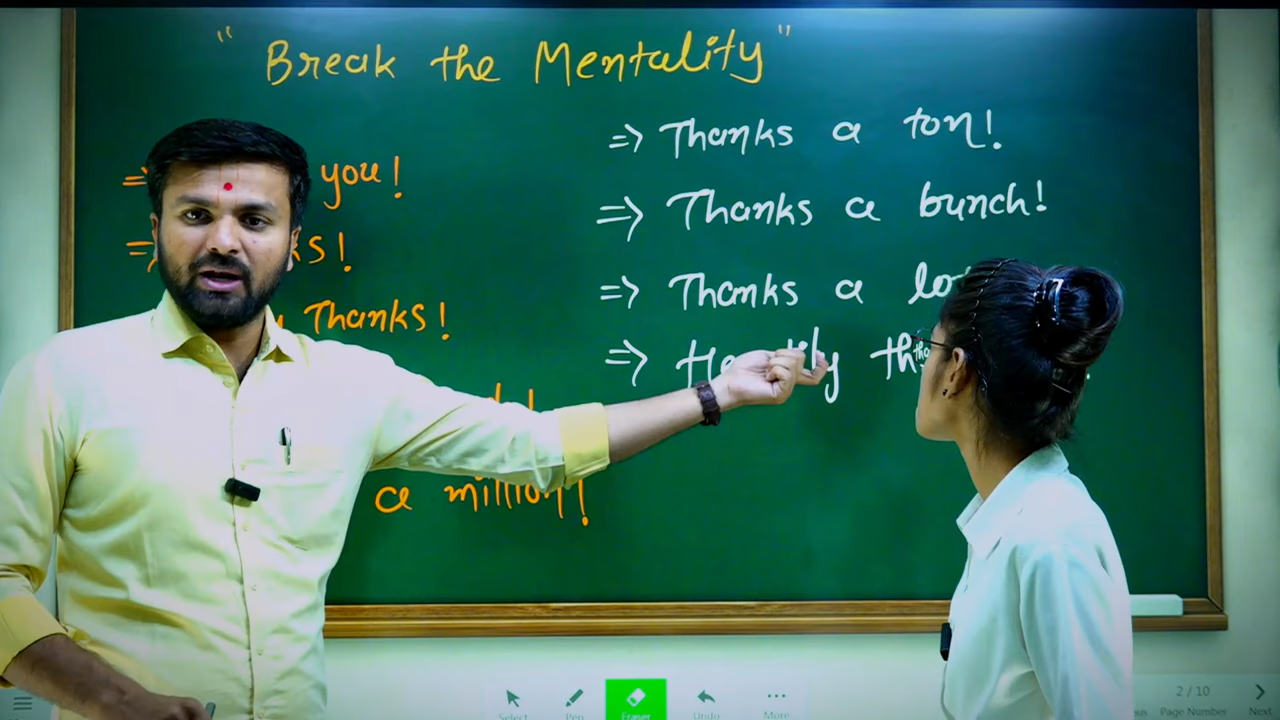 " Break the Mentality "
=> you!
=> s!
Thanks!
a million!
=> Thanks a ton!
=> Thanks a bunch!
=> Thanks a lo
=> th
Select
Pen
Eraser
Undo
More
2 / 10
Page Number
Next